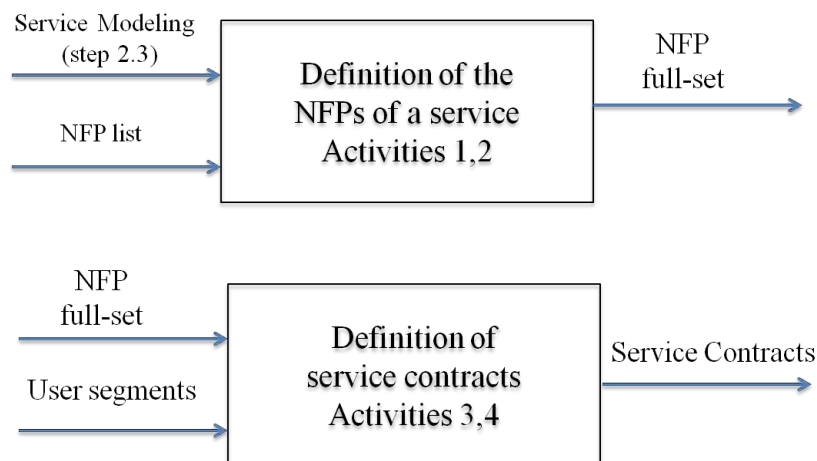 Service Modeling
(step 2.3)
NFP list
Definition of the
NFPs of a service
Activities 1,2
NFP
full-set
NFP
full-set
User segments
Definition of
service contracts
Activities 3,4
Service Contracts